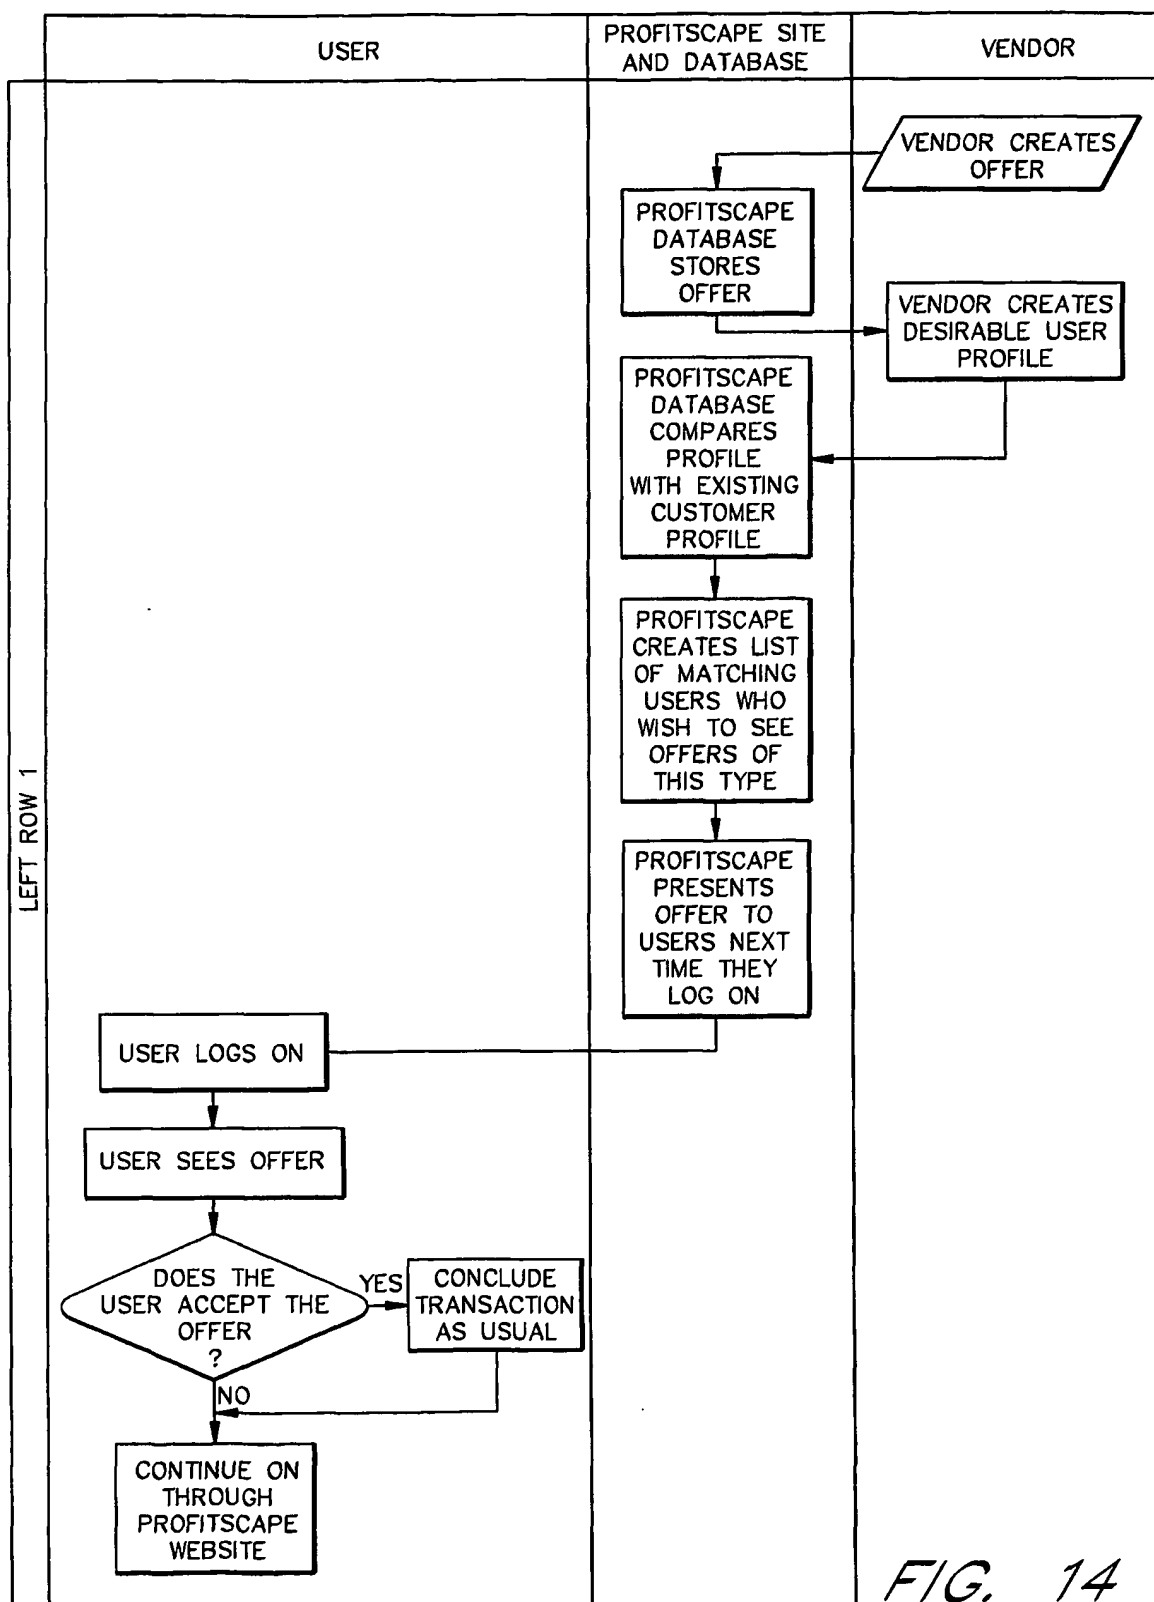 USER
PROFITSCAPE SITE
AND DATABASE
VENDOR
LEFT ROW 1
VENDOR CREATES
OFFER
PROFITSCAPE
DATABASE
STORES
OFFER
VENDOR CREATES
DESIRABLE USER
PROFILE
PROFITSCAPE
DATABASE
COMPARES
PROFILE
WITH EXISTING
CUSTOMER
PROFILE
PROFITSCAPE
CREATES LIST
OF MATCHING
USERS WHO
WISH TO SEE
OFFERS OF
THIS TYPE
PROFITSCAPE
PRESENTS
OFFER TO
USERS NEXT
TIME THEY
LOG ON
USER LOGS ON
USER SEES OFFER
DOES THE
USER ACCEPT THE
OFFER
?
YES
CONCLUDE
TRANSACTION
AS USUAL
NO
CONTINUE ON
THROUGH
PROFITSCAPE
WEBSITE
FIG. 14